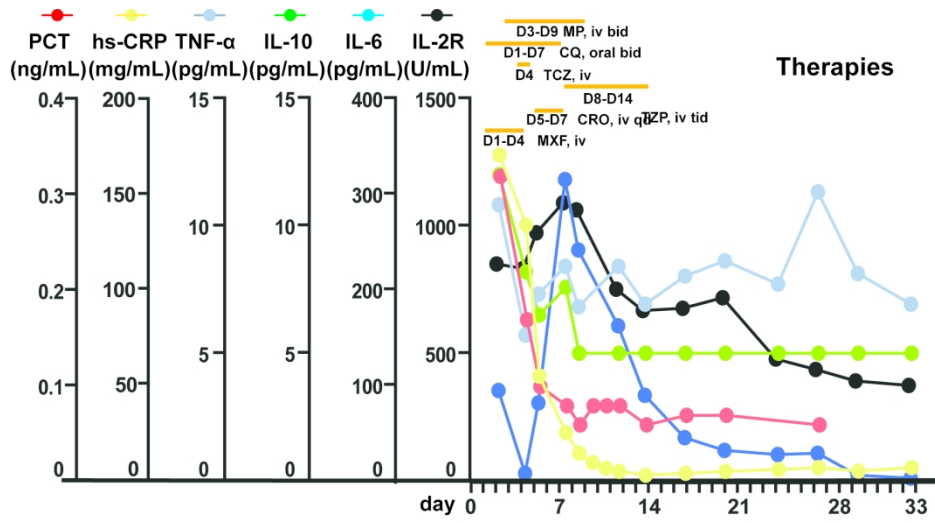 PCT hs-CRP TNF-α IL-10 IL-6 IL-2R
(ng/mL) (mg/mL) (pg/mL) (pg/mL) (pg/mL) (U/mL)
D3-D9 MP, iv bid
D1-D7 CQ, oral bid
D4 TCZ, iv
Therapies
D8-D14
D5-D7 CRO, iv qd TZP, iv tid
D1-D4 MXF, iv
0.4 200 15 15 400 1500
0.3 150 300
10 10 1000
0.2 100 200
5 5 500
0.1 50 100
0 0 0 0 0 0
day 0 7 14 21 28 33